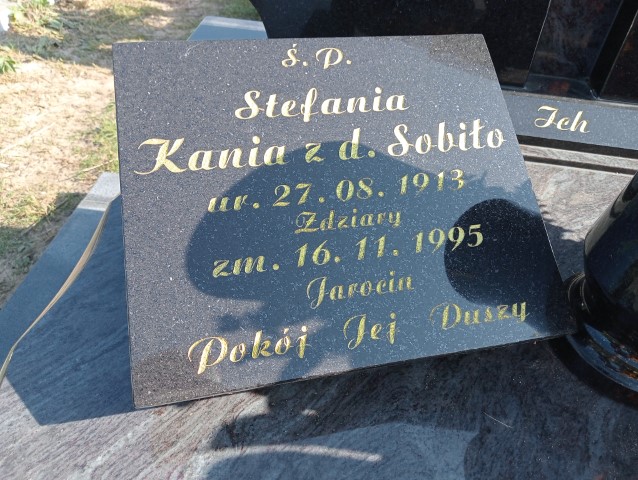 Ś. P.
Stefania
Kania z d. Sobiło
ur. 27. 08. 1913
Zdziary
zm. 16. 11. 1995
Jarocin
Pokój Jej Duszy
Ich